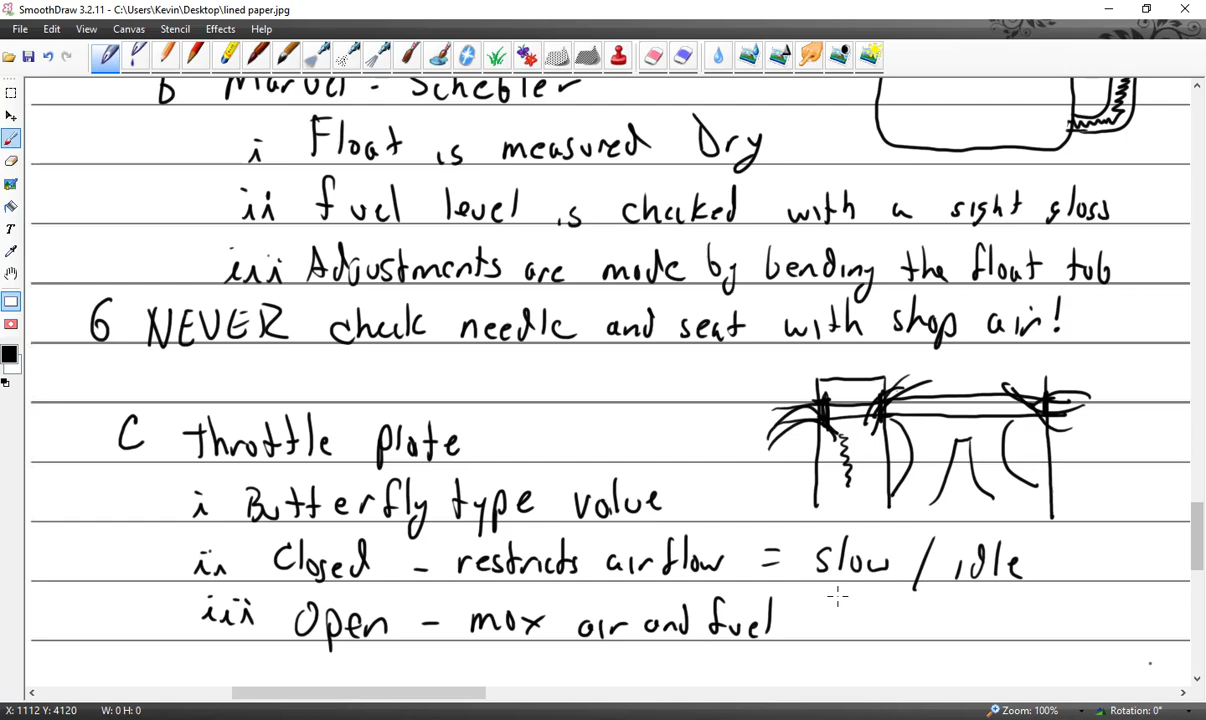 SmoothDraw 3.2.11 - C:\Users\Kevin\Desktop\lined paper.jpg
File Edit View Canvas Stencil Effects Help
b Marvel - Schebler
i Float is measured Dry
ii fuel level is checked with a sight gloss
iii Adjustments are made by bending the float tab
6 NEVER check needle and seat with shop air!
C throttle plate
i Butterfly type value
ii Closed - restricts airflow = slow / idle
iii Open - max air and fuel
X: 1112 Y: 4120 W: 0 H: 0 Zoom: 100% Rotation: 0°